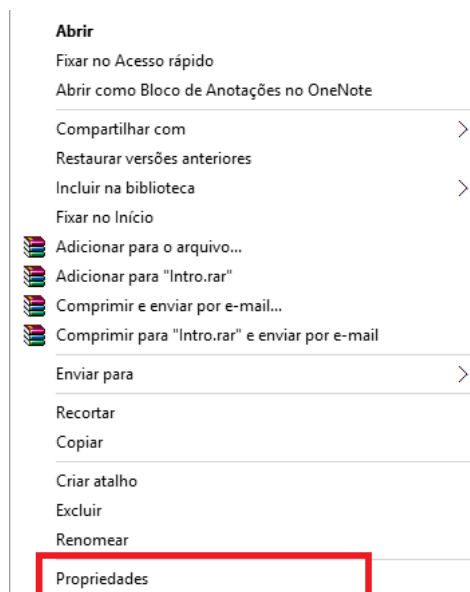 Abrir
Fixar no Acesso rápido
Abrir como Bloco de Anotações no OneNote
Compartilhar com
Restaurar versões anteriores
Incluir na biblioteca
Fixar no Início
Adicionar para o arquivo...
Adicionar para "Intro.rar"
Comprimir e enviar por e-mail...
Comprimir para "Intro.rar" e enviar por e-mail
Enviar para
Recortar
Copiar
Criar atalho
Excluir
Renomear
Propriedades